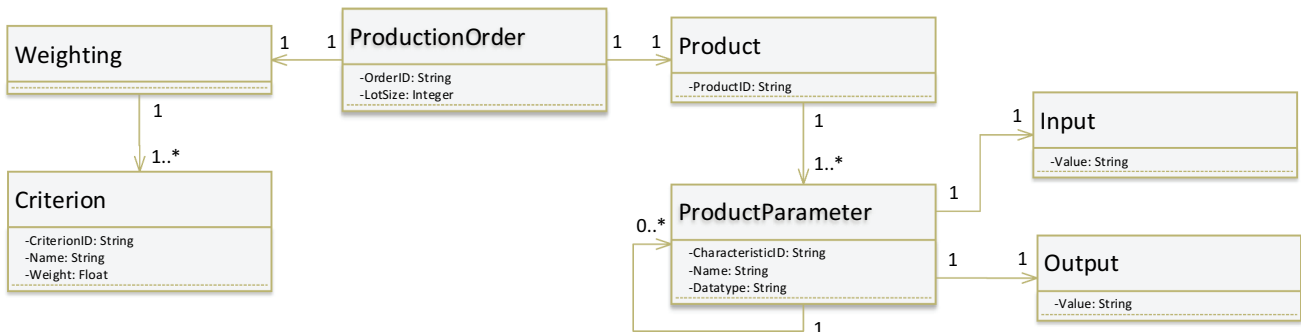 Weighting
1
1
ProductionOrder
-OrderID: String
-LotSize: Integer
1
1
Product
-ProductID: String
1
1..*
Criterion
-CriterionID: String
-Name: String
-Weight: Float
1
1..*
ProductParameter
-CharacteristicID: String
-Name: String
-Datatype: String
0..*
1
1
1
Input
-Value: String
1
1
Output
-Value: String